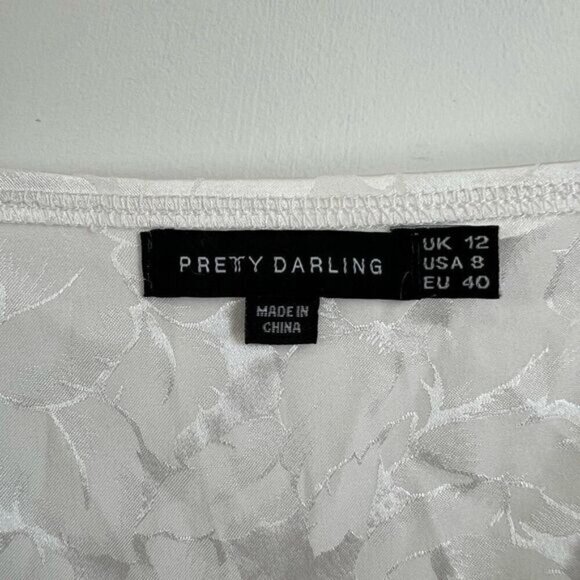 PRETTY DARLING
UK 12
USA 8
EU 40
MADE IN
CHINA